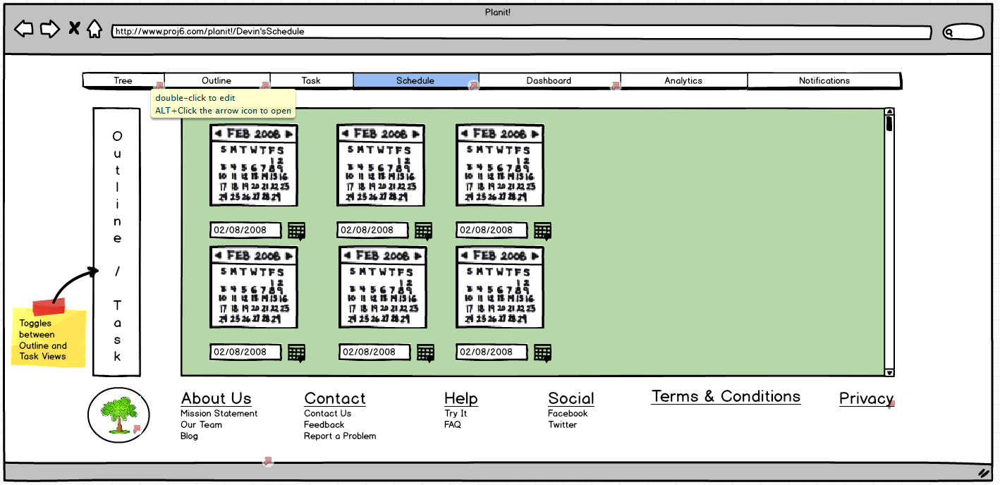 Planit!
http://www.proj6.com/planit!/Devin'sSchedule
Tree Outline Task Schedule Dashboard Analytics Notifications
double-click to edit
ALT+Click the arrow icon to open
Outline / Task
FEB 2008 FEB 2008 FEB 2008
S M T W T F S S M T W T F S S M T W T F S
1 2 1 2 1 2
3 4 5 6 7 8 9 3 4 5 6 7 8 9 3 4 5 6 7 8 9
10 11 12 13 14 15 16 10 11 12 13 14 15 16 10 11 12 13 14 15 16
17 18 19 20 21 22 23 17 18 19 20 21 22 23 17 18 19 20 21 22 23
24 25 26 27 28 29 24 25 26 27 28 29 24 25 26 27 28 29
02/08/2008 02/08/2008 02/08/2008
FEB 2008 FEB 2008 FEB 2008
S M T W T F S S M T W T F S S M T W T F S
1 2 1 2 1 2
3 4 5 6 7 8 9 3 4 5 6 7 8 9 3 4 5 6 7 8 9
10 11 12 13 14 15 16 10 11 12 13 14 15 16 10 11 12 13 14 15 16
17 18 19 20 21 22 23 17 18 19 20 21 22 23 17 18 19 20 21 22 23
24 25 26 27 28 29 24 25 26 27 28 29 24 25 26 27 28 29
02/08/2008 02/08/2008 02/08/2008
Toggles
between
Outline and
Task Views
About Us
Mission Statement
Our Team
Blog
Contact
Contact Us
Feedback
Report a Problem
Help
Try It
FAQ
Social
Facebook
Twitter
Terms & Conditions
Privacy